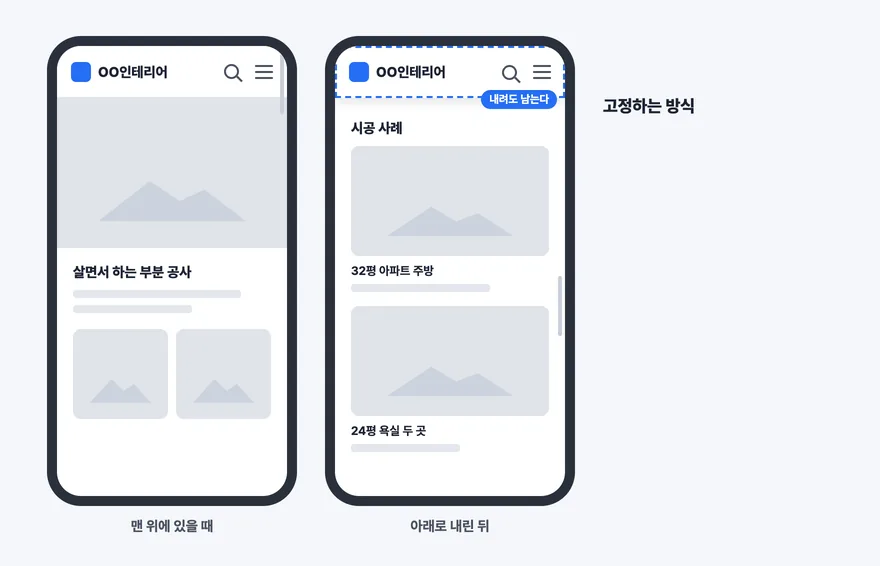 OO인테리어
살면서 하는 부분 공사
맨 위에 있을 때
OO인테리어
내려도 남는다
시공 사례
32평 아파트 주방
24평 욕실 두 곳
아래로 내린 뒤
고정하는 방식